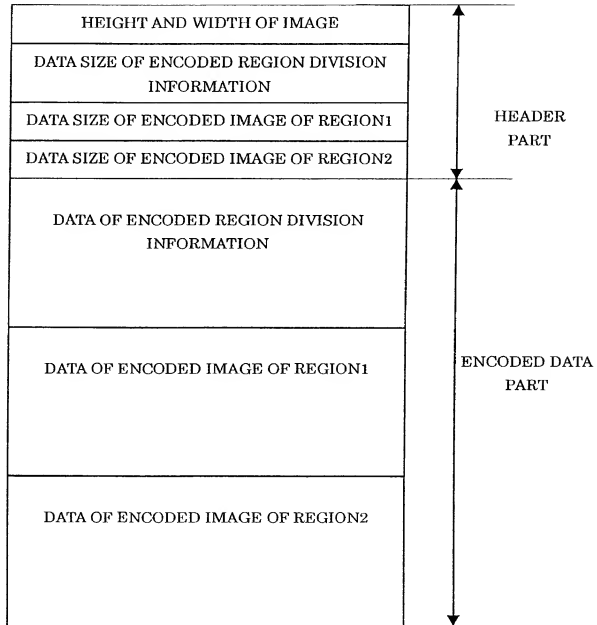 HEIGHT AND WIDTH OF IMAGE
DATA SIZE OF ENCODED REGION DIVISION
INFORMATION
DATA SIZE OF ENCODED IMAGE OF REGION1
DATA SIZE OF ENCODED IMAGE OF REGION2
HEADER
PART
DATA OF ENCODED REGION DIVISION
INFORMATION
DATA OF ENCODED IMAGE OF REGION1
ENCODED DATA
PART
DATA OF ENCODED IMAGE OF REGION2